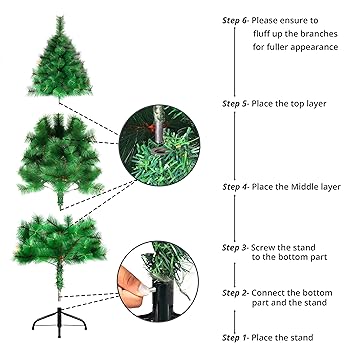 Step 6- Please ensure to
fluff up the branches
for fuller appearance
Step 5- Place the top layer
Step 4- Place the Middle layer
Step 3- Screw the stand
to the bottom part
Step 2- Connect the bottom
part and the stand
Step 1- Place the stand